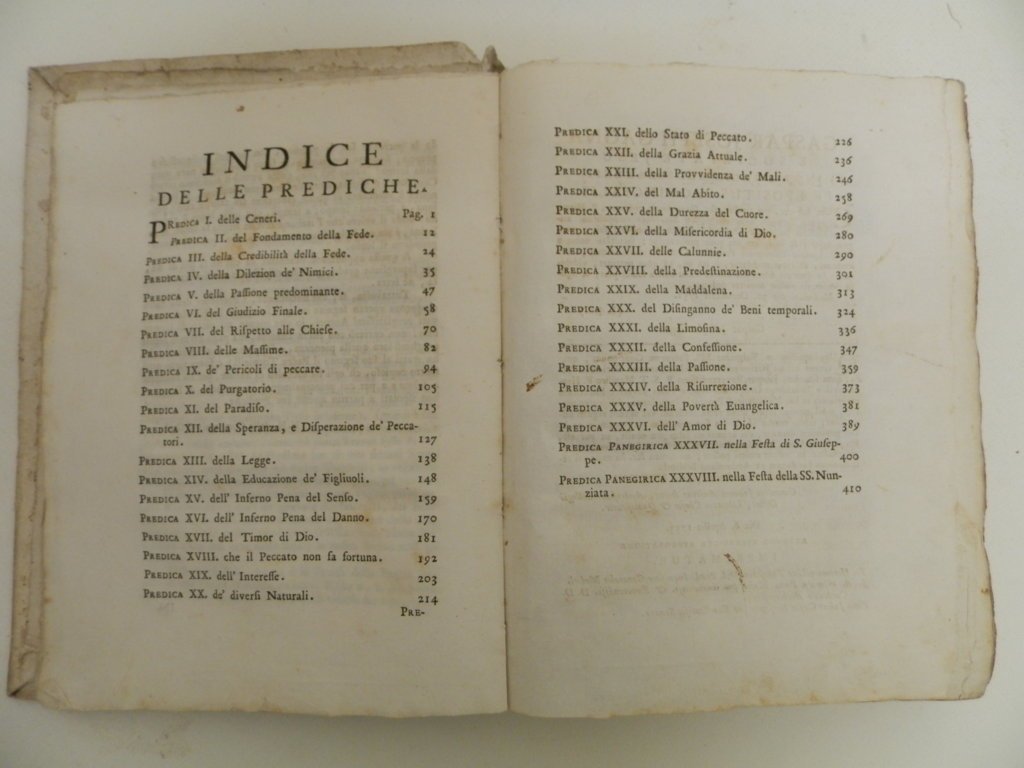 INDICE
DELLE PREDICHE.
PREDICA I. delle Ceneri. Pag. 1
PREDICA II. del Fondamento della Fede. 12
PREDICA III. della Credibilità della Fede. 24
PREDICA IV. della Dilezion de' Nimici. 35
PREDICA V. della Paſſione predominante. 47
PREDICA VI. del Giudizio Finale. 58
PREDICA VII. del Riſpetto alle Chieſe. 70
PREDICA VIII. delle Maſſime. 82
PREDICA IX. de' Pericoli di peccare. 94
PREDICA X. del Purgatorio. 105
PREDICA XI. del Paradiſo. 115
PREDICA XII. della Speranza, e Diſperazione de' Pecca-
tori. 127
PREDICA XIII. della Legge. 138
PREDICA XIV. della Educazione de' Figliuoli. 148
PREDICA XV. dell' Inferno Pena del Senſo. 159
PREDICA XVI. dell' Inferno Pena del Danno. 170
PREDICA XVII. del Timor di Dio. 181
PREDICA XVIII. che il Peccato non fa fortuna. 192
PREDICA XIX. dell' Intereſſe. 203
PREDICA XX. de' diverſi Naturali. 214
PRE-
PREDICA XXI. dello Stato di Peccato. 226
PREDICA XXII. della Grazia Attuale. 236
PREDICA XXIII. della Provvidenza de' Mali. 246
PREDICA XXIV. del Mal Abito. 258
PREDICA XXV. della Durezza del Cuore. 269
PREDICA XXVI. della Miſericordia di Dio. 280
PREDICA XXVII. delle Calunnie. 290
PREDICA XXVIII. della Predeſtinazione. 301
PREDICA XXIX. della Maddalena. 313
PREDICA XXX. del Diſinganno de' Beni temporali. 324
PREDICA XXXI. della Limoſina. 336
PREDICA XXXII. della Confeſſione. 347
PREDICA XXXIII. della Paſſione. 359
PREDICA XXXIV. della Riſurrezione. 373
PREDICA XXXV. della Povertà Euangelica. 381
PREDICA XXXVI. dell' Amor di Dio. 389
PREDICA PANEGIRICA XXXVII. nella Feſta di S. Giuſep-
pe. 400
PREDICA PANEGIRICA XXXVIII. nella Feſta della SS. Nun-
ziata. 410